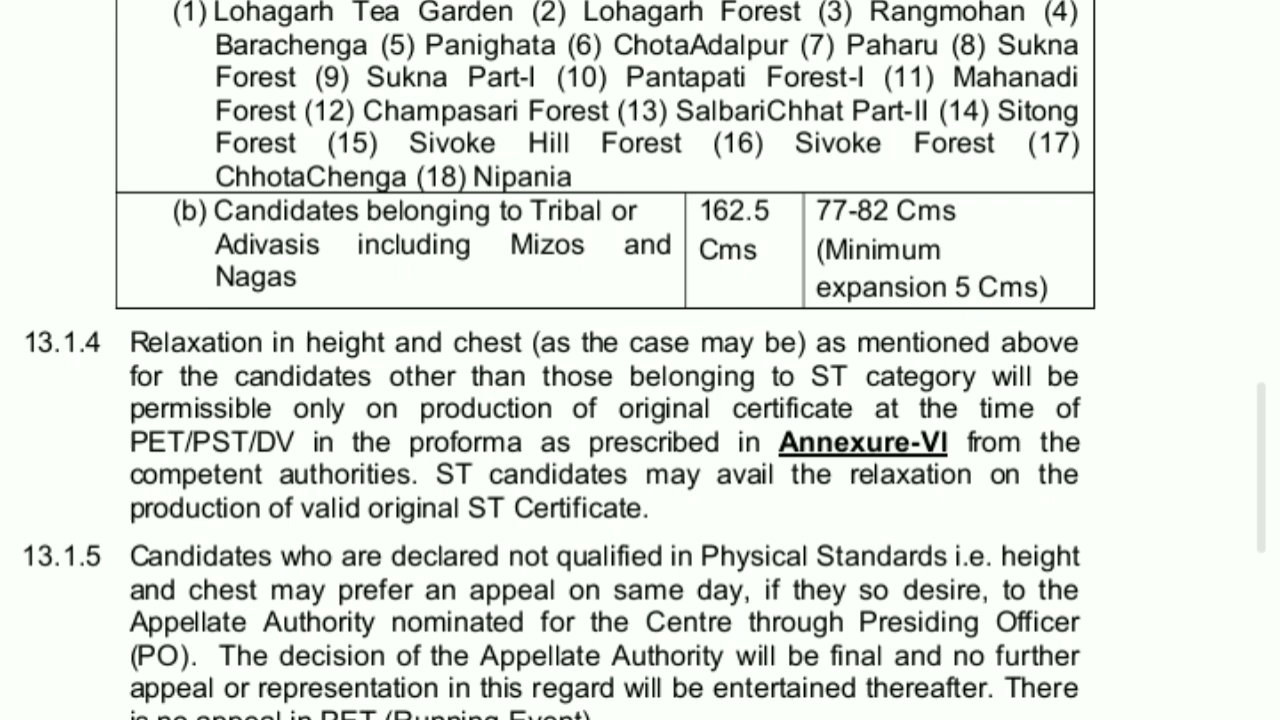 (1) Lohagarh Tea Garden (2) Lohagarh Forest (3) Rangmohan (4)
Barachenga (5) Panighata (6) ChotaAdalpur (7) Paharu (8) Sukna
Forest (9) Sukna Part-I (10) Pantapati Forest-I (11) Mahanadi
Forest (12) Champasari Forest (13) SalbariChhat Part-II (14) Sitong
Forest (15) Sivoke Hill Forest (16) Sivoke Forest (17)
ChhotaChenga (18) Nipania
(b) Candidates belonging to Tribal or
Adivasis including Mizos and
Nagas
162.5
Cms
77-82 Cms
(Minimum
expansion 5 Cms)
13.1.4 Relaxation in height and chest (as the case may be) as mentioned above
for the candidates other than those belonging to ST category will be
permissible only on production of original certificate at the time of
PET/PST/DV in the proforma as prescribed in Annexure-VI from the
competent authorities. ST candidates may avail the relaxation on the
production of valid original ST Certificate.
13.1.5 Candidates who are declared not qualified in Physical Standards i.e. height
and chest may prefer an appeal on same day, if they so desire, to the
Appellate Authority nominated for the Centre through Presiding Officer
(PO). The decision of the Appellate Authority will be final and no further
appeal or representation in this regard will be entertained thereafter. There
is no appeal in PET (Running Event)